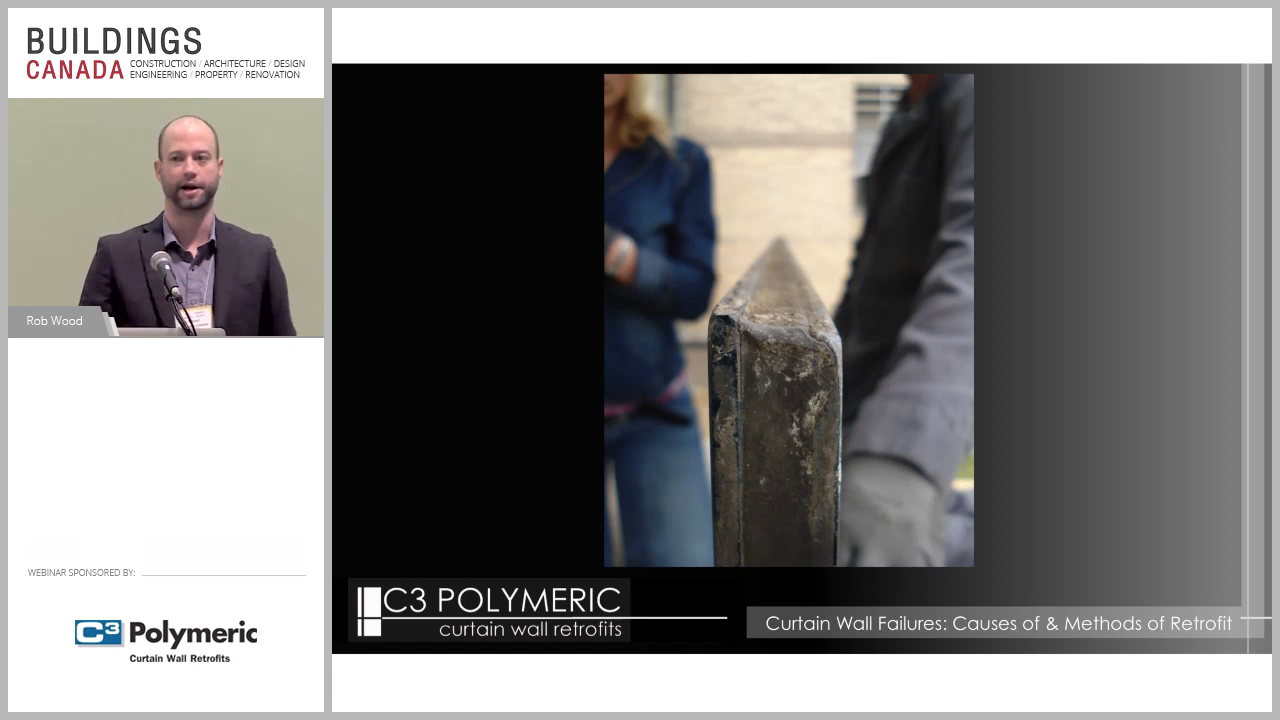 BUILDINGS
CANADA
CONSTRUCTION / ARCHITECTURE / DESIGN
ENGINEERING / PROPERTY / RENOVATION
Rob Wood
WEBINAR SPONSORED BY:
C3 Polymeric
Curtain Wall Retrofits
C3 POLYMERIC
curtain wall retrofits
Curtain Wall Failures: Causes of & Methods of Retrofit